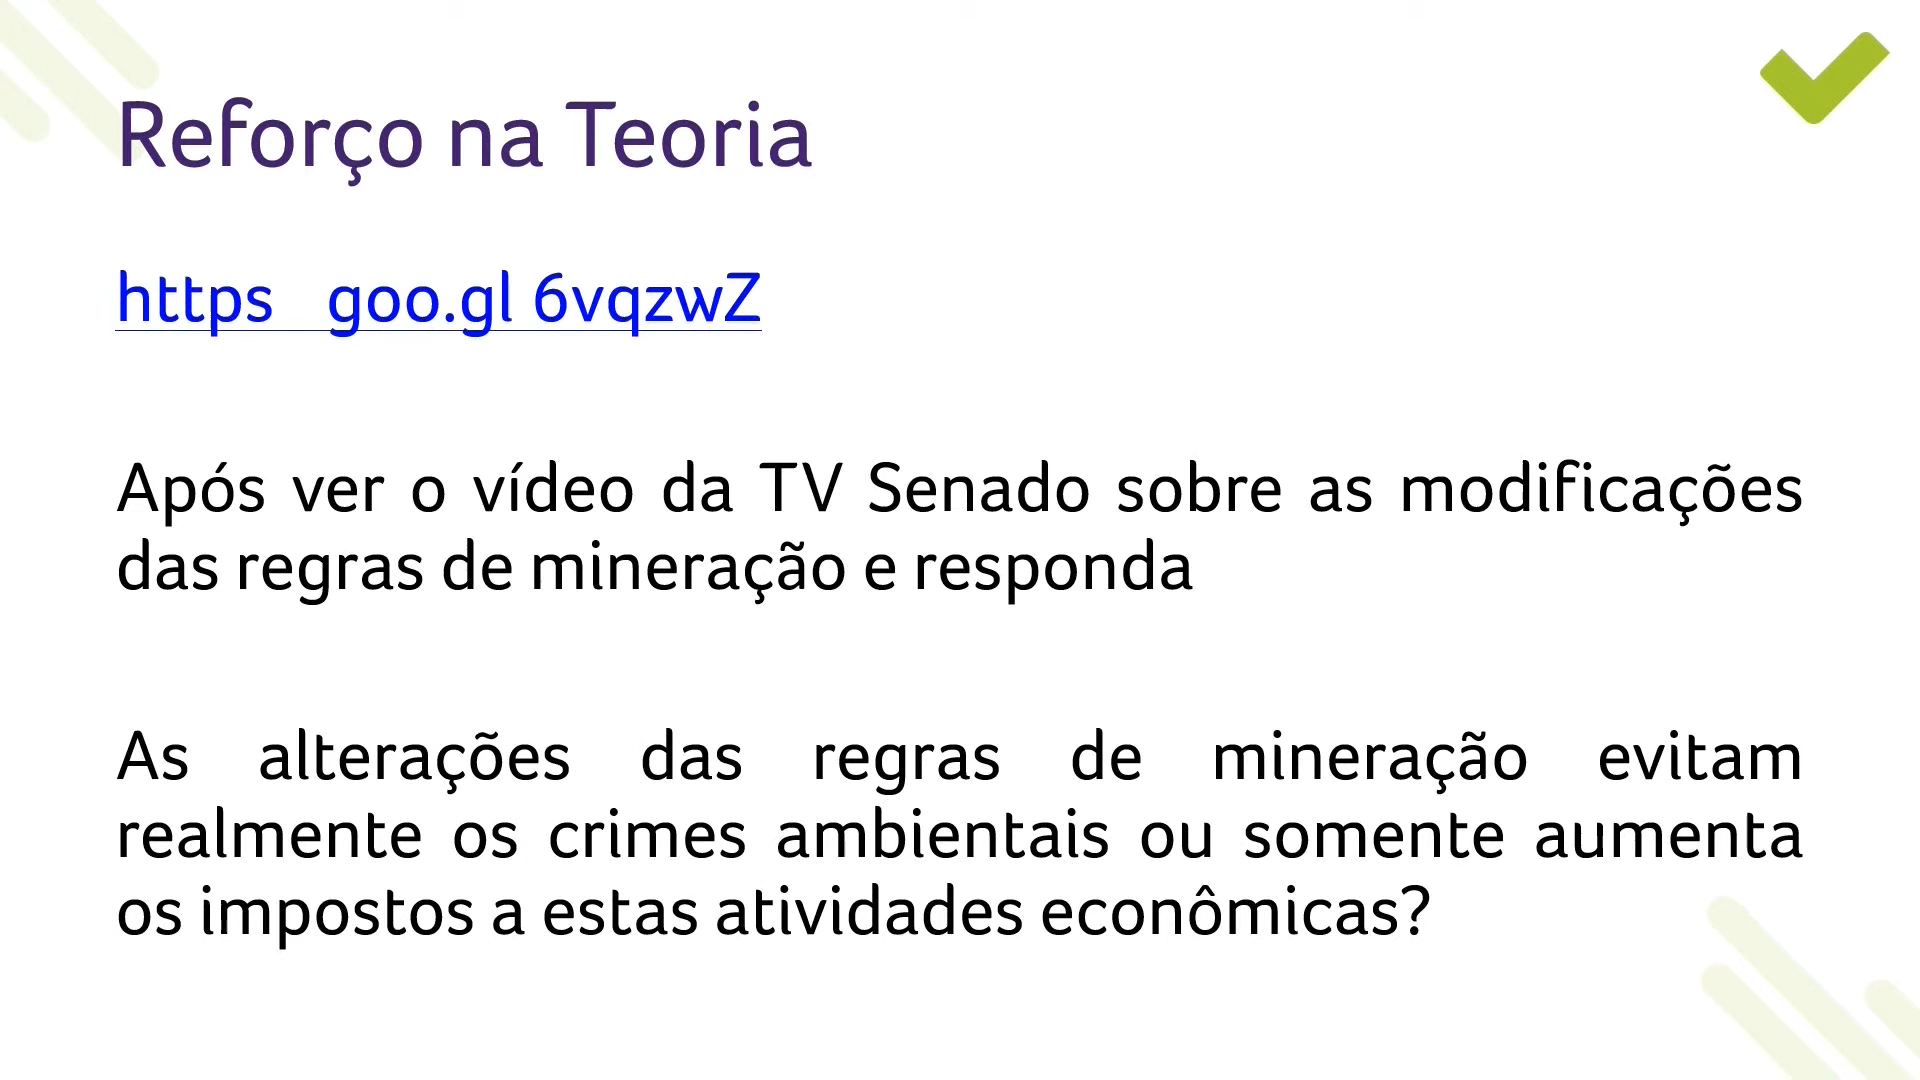 Reforço na Teoria
https   goo.gl 6vqzwZ
Após ver o vídeo da TV Senado sobre as modificações
das regras de mineração e responda
As alterações das regras de mineração evitam
realmente os crimes ambientais ou somente aumenta
os impostos a estas atividades econômicas?